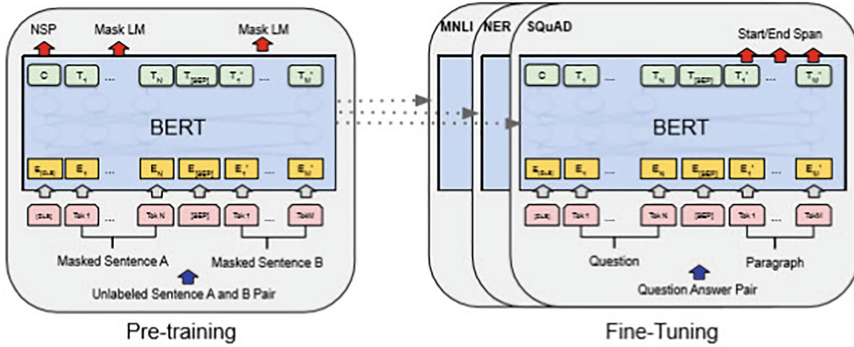 NSP Mask LM Mask LM
C T1 ... TN T[SEP] T1' ... TM'
BERT
E[CLS] E1 ... EN E[SEP] E1' ... EM'
[CLS] Tok 1 ... Tok N [SEP] Tok 1 ... TokM
Masked Sentence A Masked Sentence B
Unlabeled Sentence A and B Pair
Pre-training
MNLI NER SQuAD
Start/End Span
C T1 ... TN T[SEP] T1' ... TM'
BERT
E[CLS] E1 ... EN E[SEP] E1' ... EM'
[CLS] Tok 1 ... Tok N [SEP] Tok 1 ... TokM
Question Paragraph
Question Answer Pair
Fine-Tuning